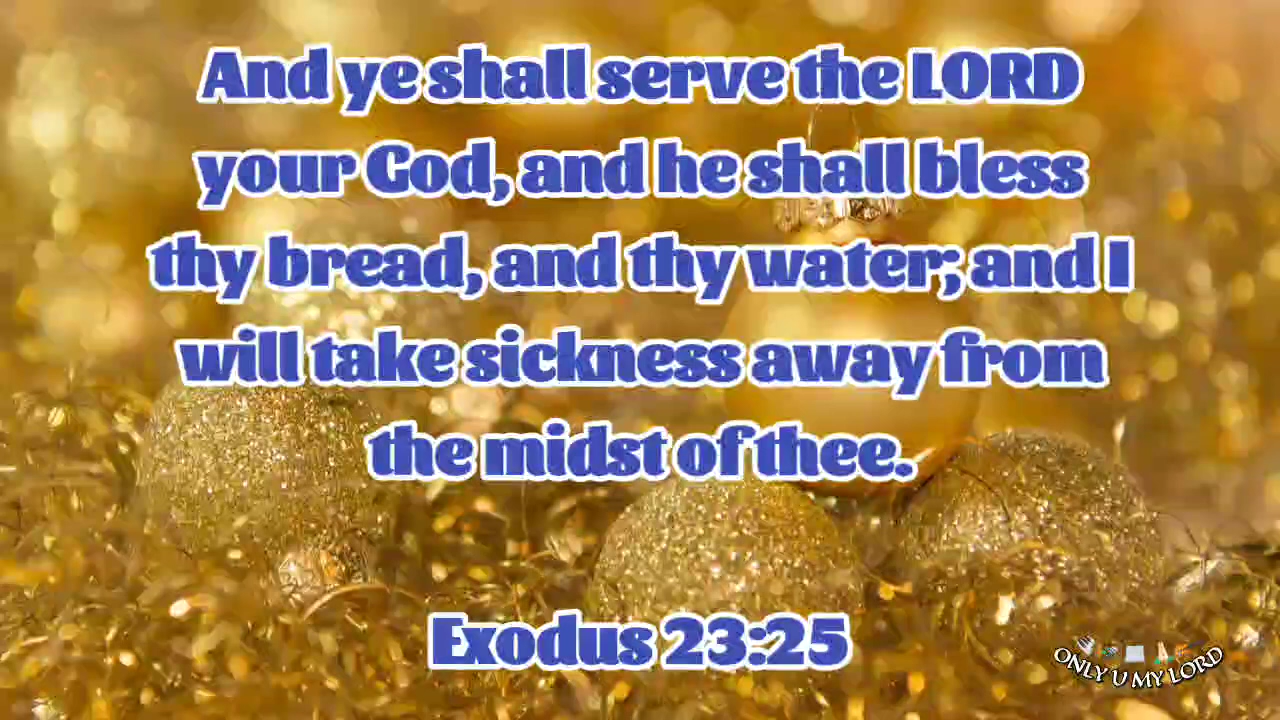 And ye shall serve the LORD
your God, and he shall bless
thy bread, and thy water; and I
will take sickness away from
the midst of thee.
Exodus 23:25
ONLY U MY LORD